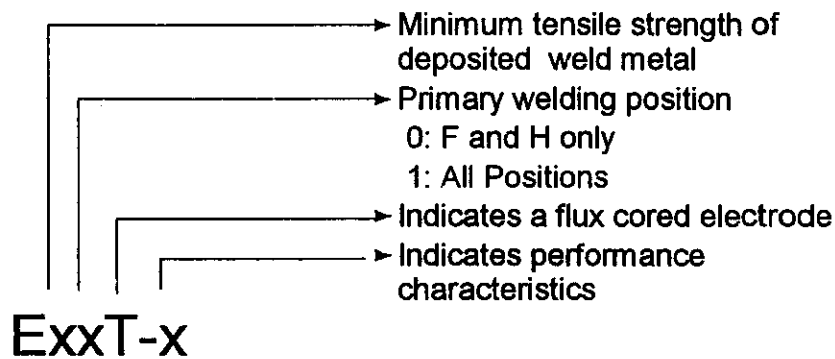 Minimum tensile strength of
deposited weld metal
Primary welding position
0: F and H only
1: All Positions
Indicates a flux cored electrode
Indicates performance
characteristics
ExxT-x